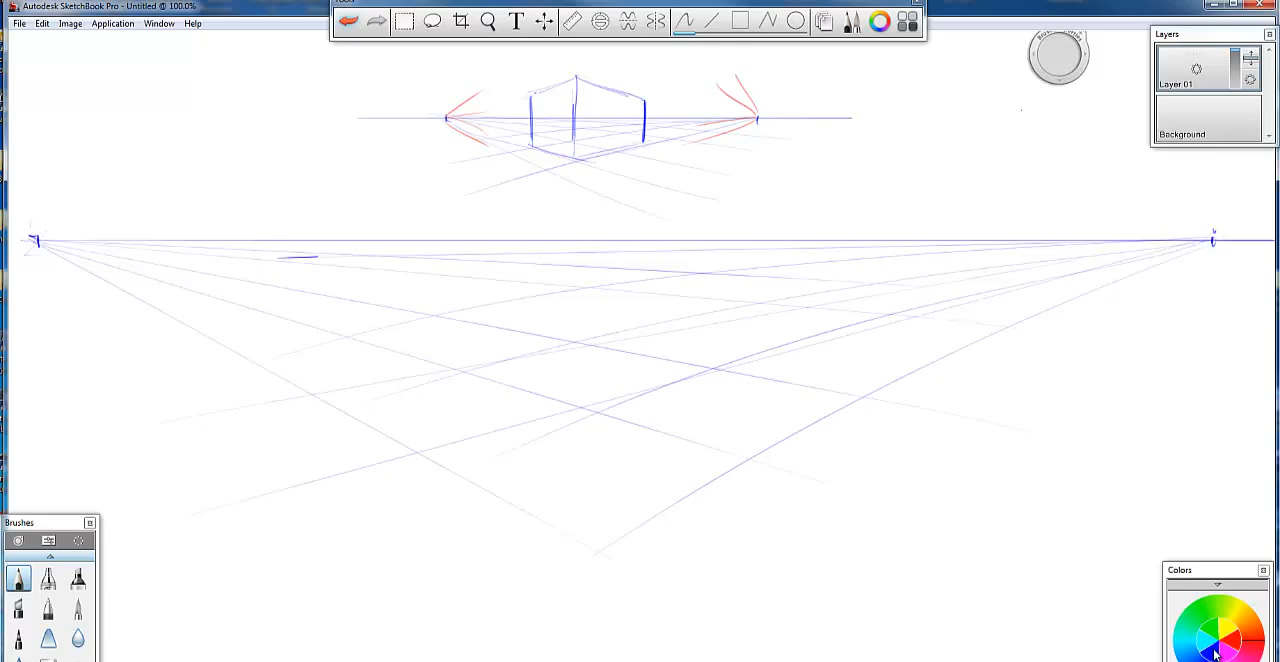 Autodesk SketchBook Pro - Untitled @ 100.0%
File Edit Image Application Window Help
T
Layers
Layer 01
Background
Brushes
Colors